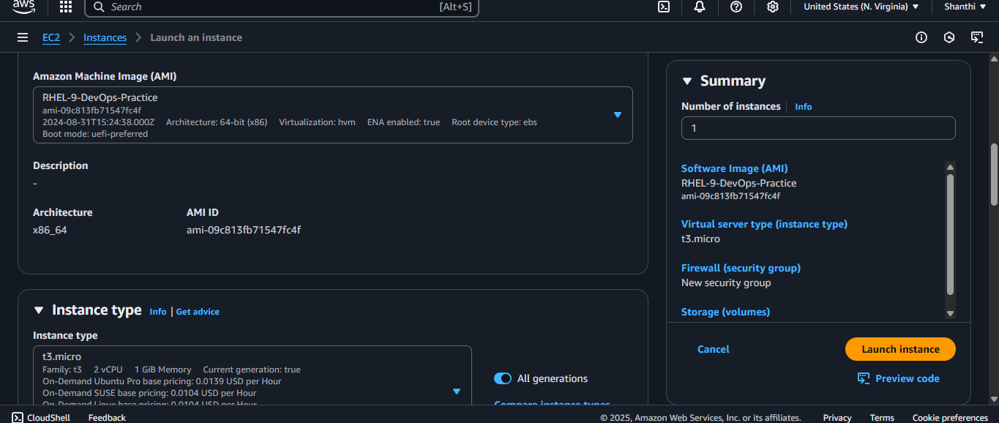 aws
Search [Alt+S]
United States (N. Virginia) Shanthi
EC2 Instances Launch an instance
Amazon Machine Image (AMI)
RHEL-9-DevOps-Practice
ami-09c813fb71547fc4f
2024-08-31T15:24:38.000Z Architecture: 64-bit (x86) Virtualization: hvm ENA enabled: true Root device type: ebs
Boot mode: uefi-preferred
Description
-
Architecture AMI ID
x86_64 ami-09c813fb71547fc4f
Instance type Info | Get advice
Instance type
t3.micro
Family: t3 2 vCPU 1 GiB Memory Current generation: true
On-Demand Ubuntu Pro base pricing: 0.0139 USD per Hour
On-Demand SUSE base pricing: 0.0104 USD per Hour
On-Demand Linux base pricing: 0.0104 USD per Hour
All generations
Compare instance types
Summary
Number of instances Info
1
Software Image (AMI)
RHEL-9-DevOps-Practice
ami-09c813fb71547fc4f
Virtual server type (instance type)
t3.micro
Firewall (security group)
New security group
Storage (volumes)
Cancel Launch instance
Preview code
CloudShell Feedback © 2025, Amazon Web Services, Inc. or its affiliates. Privacy Terms Cookie preferences